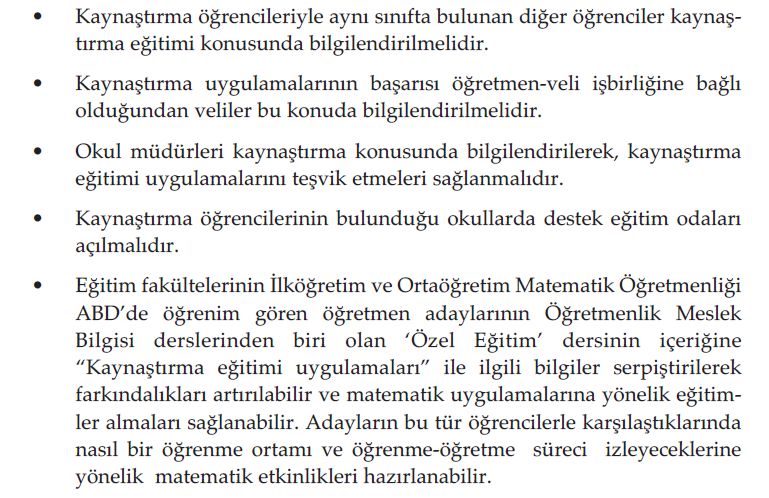 • Kaynaştırma öğrencileriyle aynı sınıfta bulunan diğer öğrenciler kaynaş-
tırma eğitimi konusunda bilgilendirilmelidir.
• Kaynaştırma uygulamalarının başarısı öğretmen-veli işbirliğine bağlı
olduğundan veliler bu konuda bilgilendirilmelidir.
• Okul müdürleri kaynaştırma konusunda bilgilendirilerek, kaynaştırma
eğitimi uygulamalarını teşvik etmeleri sağlanmalıdır.
• Kaynaştırma öğrencilerinin bulunduğu okullarda destek eğitim odaları
açılmalıdır.
• Eğitim fakültelerinin İlköğretim ve Ortaöğretim Matematik Öğretmenliği
ABD’de öğrenim gören öğretmen adaylarının Öğretmenlik Meslek
Bilgisi derslerinden biri olan ‘Özel Eğitim’ dersinin içeriğine
“Kaynaştırma eğitimi uygulamaları” ile ilgili bilgiler serpiştirilerek
farkındalıkları artırılabilir ve matematik uygulamalarına yönelik eğitim-
ler almaları sağlanabilir. Adayların bu tür öğrencilerle karşılaştıklarında
nasıl bir öğrenme ortamı ve öğrenme-öğretme süreci izleyeceklerine
yönelik matematik etkinlikleri hazırlanabilir.